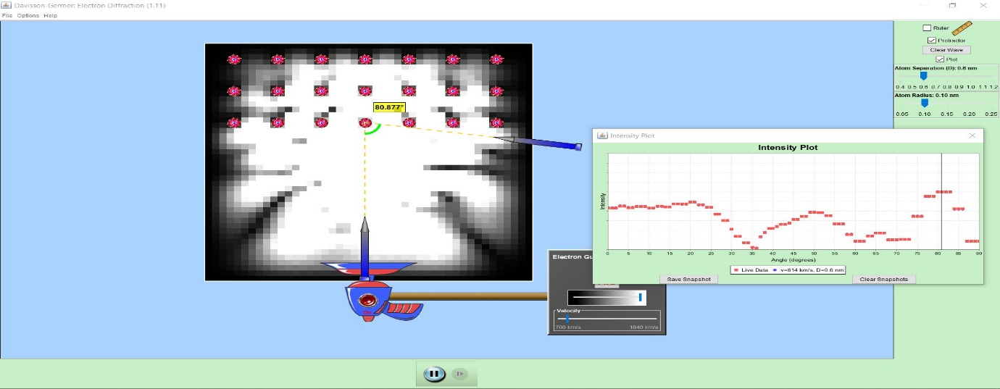 Davisson-Germer: Electron Diffraction (1.11)
File Options Help
Ruler
Protractor
Clear Wave
Plot
Atom Separation (D): 0.6 nm
0.4 0.5 0.6 0.7 0.8 0.9 1.0 1.1 1.2
Atom Radius: 0.10 nm
0.05 0.10 0.15 0.20 0.25
80.877°
Intensity Plot
Intensity Plot
Intensity
0 5 10 15 20 25 30 35 40 45 50 55 60 65 70 75 80 85 90
Angle (degrees)
Live Data v=814 km/s, D=0.6 nm
Save Snapshot Clear Snapshots
Electron Gu
Velocity
700 km/s 1840 km/s